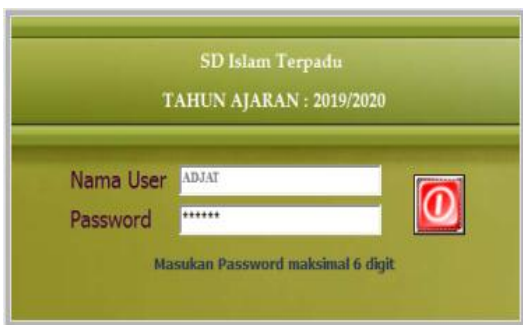 SD Islam Terpadu
TAHUN AJARAN : 2019/2020
Nama User ADJAT
Password ******
Masukan Password maksimal 6 digit